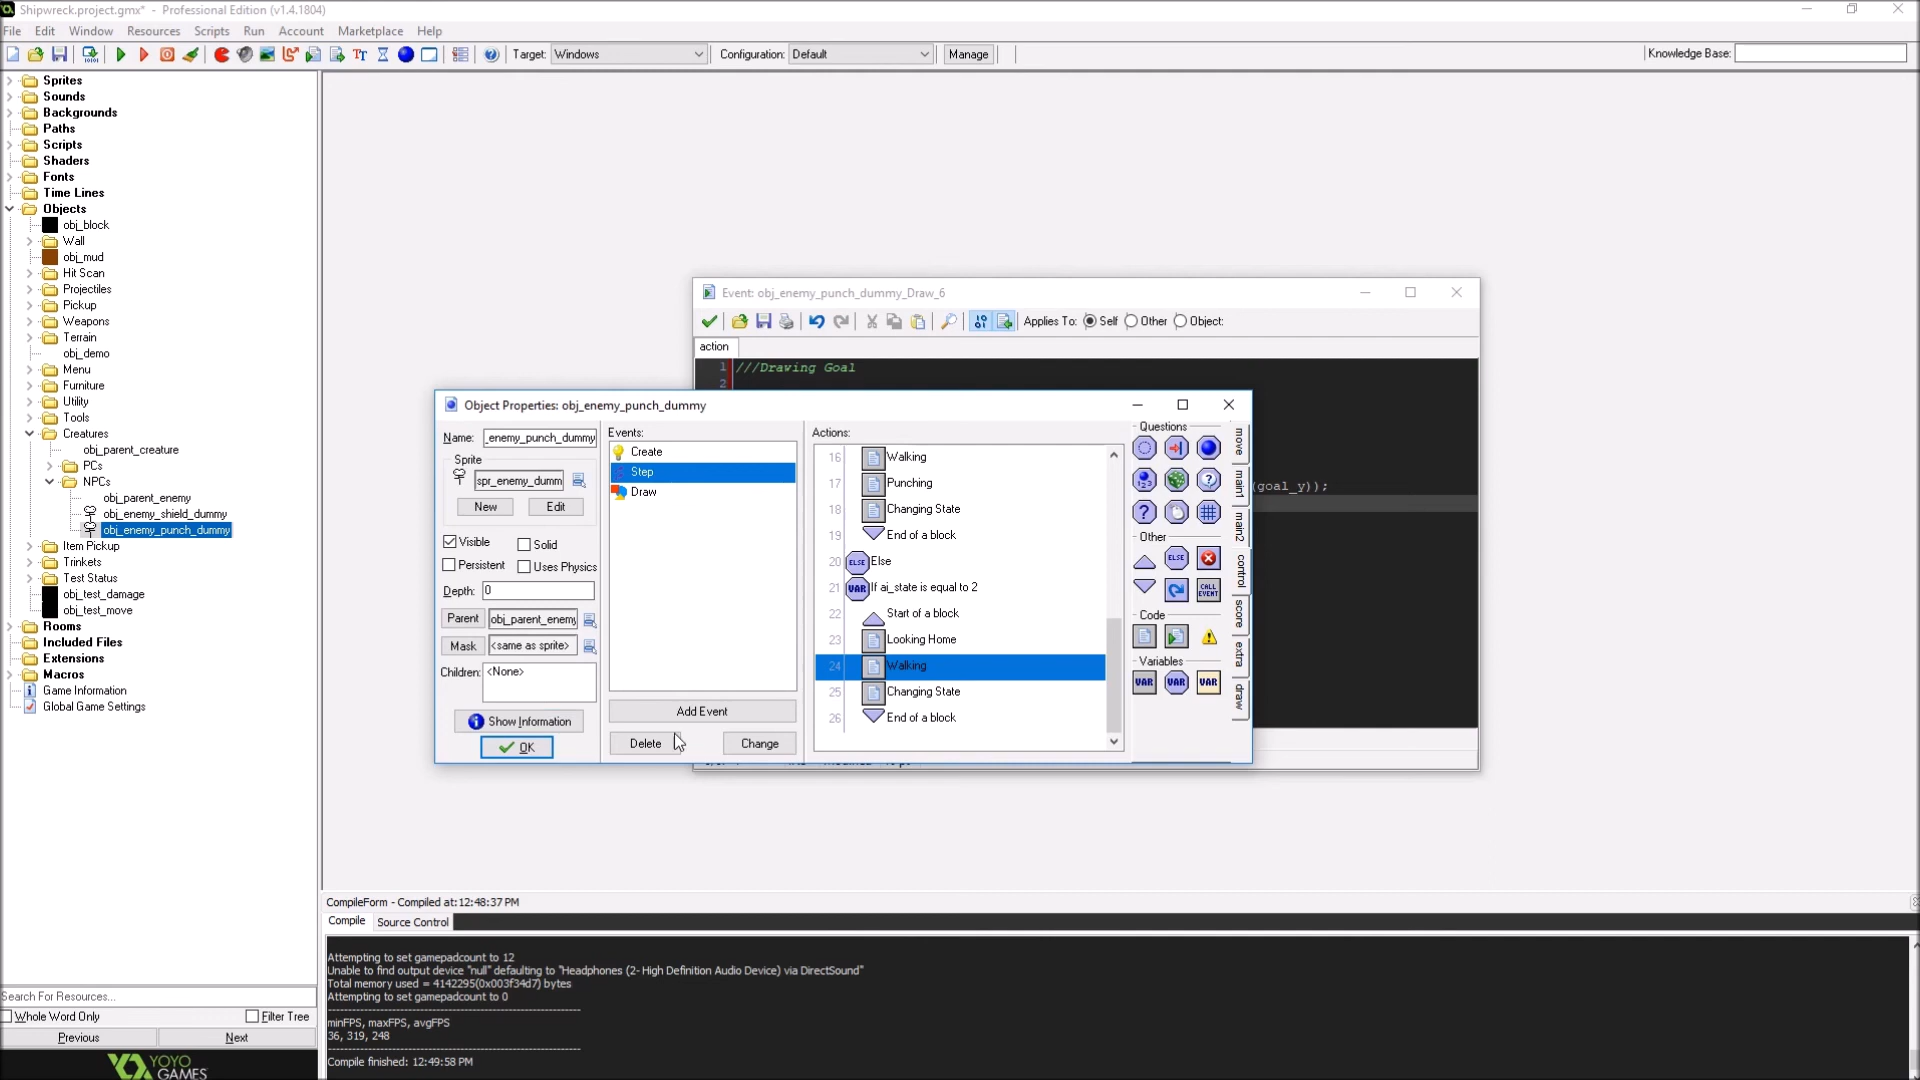 Shipwreck.project.gmx* - Professional Edition (v1.4.1804)
File Edit Window Resources Scripts Run Account Marketplace Help
Target: Windows Configuration: Default Manage Knowledge Base:
Sprites
Sounds
Backgrounds
Paths
Scripts
Shaders
Fonts
Time Lines
Objects
obj_block
Wall
obj_mud
Hit Scan
Projectiles
Pickup
Weapons
Terrain
obj_demo
Menu
Furniture
Utility
Tools
Creatures
obj_parent_creature
PCs
NPCs
obj_parent_enemy
obj_enemy_shield_dummy
obj_enemy_punch_dummy
Item Pickup
Trinkets
Test Status
obj_test_damage
obj_test_move
Rooms
Included Files
Extensions
Macros
Game Information
Global Game Settings
Search For Resources...
Whole Word Only Filter Tree
Previous Next
YOYO
GAMES
Event: obj_enemy_punch_dummy_Draw_6
Applies To: Self Other Object:
action
1 ///Drawing Goal
2
(goal_y));
Object Properties: obj_enemy_punch_dummy
Name: _enemy_punch_dummy
Sprite
spr_enemy_dumm
New Edit
Visible Solid
Persistent Uses Physics
Depth: 0
Parent obj_parent_enemy
Mask <same as sprite>
Children: <None>
Show Information
OK
Events:
Create
Step
Draw
Add Event
Delete Change
Actions:
16 Walking
17 Punching
18 Changing State
19 End of a block
20 ELSE Else
21 VAR If ai_state is equal to 2
22 Start of a block
23 Looking Home
24 Walking
25 Changing State
26 End of a block
Questions
Other
ELSE
CALL EVENT
Code
Variables
VAR VAR VAR
move
main1
main2
control
score
extra
draw
CompileForm - Compiled at:12:48:37 PM
Compile Source Control
Attempting to set gamepadcount to 12
Unable to find output device "null" defaulting to "Headphones (2- High Definition Audio Device) via DirectSound"
Total memory used = 4142295(0x003f34d7) bytes
Attempting to set gamepadcount to 0
minFPS, maxFPS, avgFPS
36, 319, 248
Compile finished: 12:49:58 PM